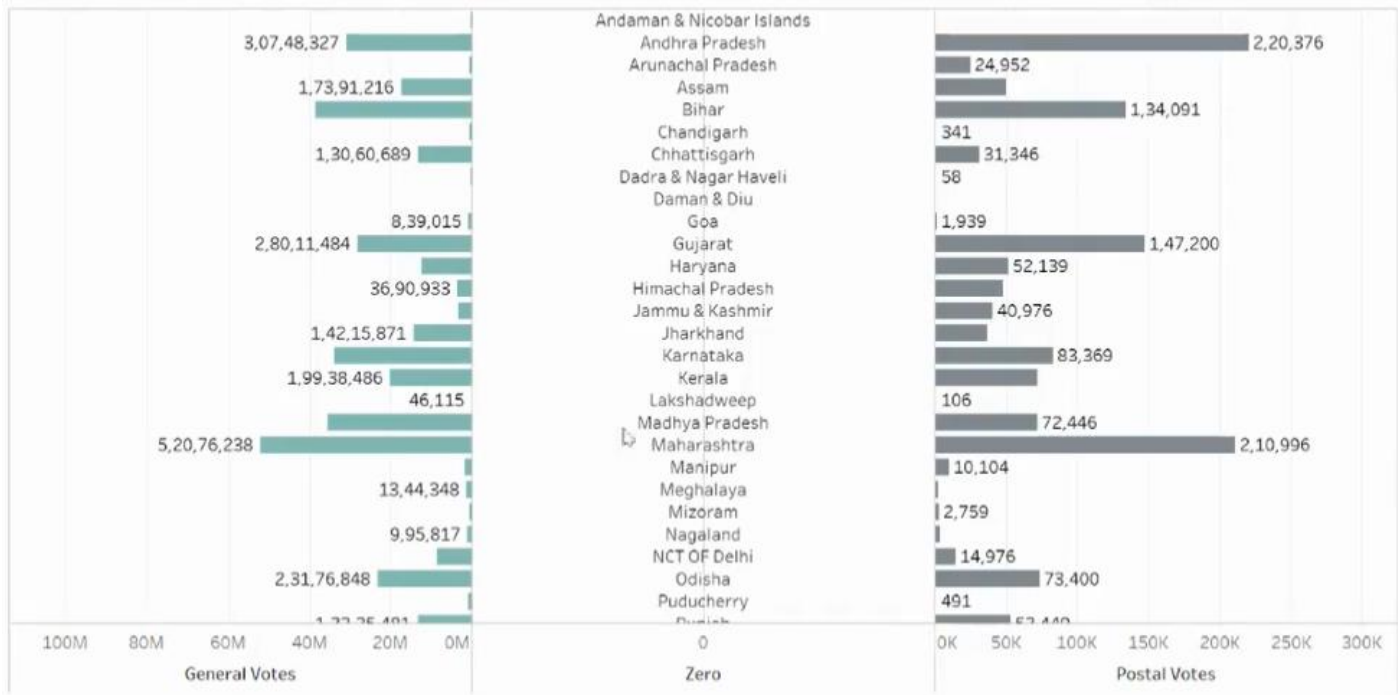 Andaman & Nicobar Islands
3,07,48,327 Andhra Pradesh 2,20,376
Arunachal Pradesh 24,952
1,73,91,216 Assam
Bihar 1,34,091
Chandigarh 341
1,30,60,689 Chhattisgarh 31,346
Dadra & Nagar Haveli 58
Daman & Diu
8,39,015 Goa 1,939
2,80,11,484 Gujarat 1,47,200
Haryana 52,139
36,90,933 Himachal Pradesh
Jammu & Kashmir 40,976
1,42,15,871 Jharkhand
Karnataka 83,369
1,99,38,486 Kerala
46,115 Lakshadweep 106
Madhya Pradesh 72,446
5,20,76,238 Maharashtra 2,10,996
Manipur 10,104
13,44,348 Meghalaya
Mizoram 2,759
9,95,817 Nagaland
NCT OF Delhi 14,976
2,31,76,848 Odisha 73,400
Puducherry 491
100M 80M 60M 40M 20M 0M 0 0K 50K 100K 150K 200K 250K 300K
General Votes Zero Postal Votes